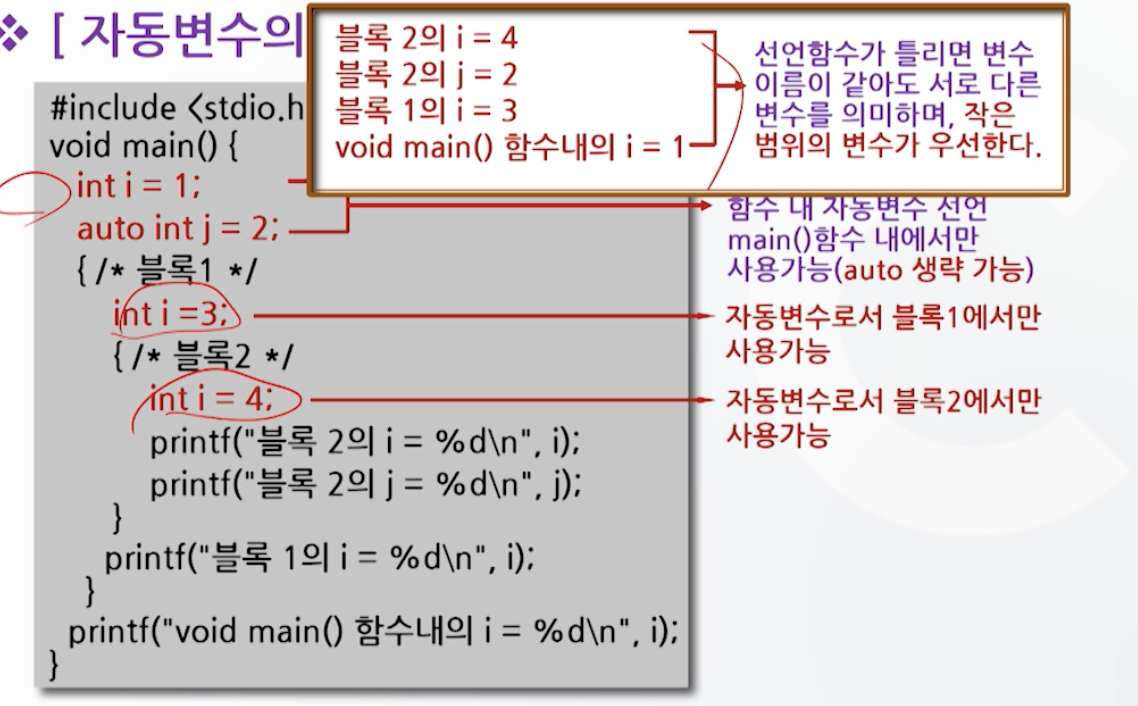 ❖ [ 자동변수의
블록 2의 i = 4
블록 2의 j = 2
블록 1의 i = 3
void main() 함수내의 i = 1
선언함수가 틀리면 변수
이름이 같아도 서로 다른
변수를 의미하며, 작은
범위의 변수가 우선한다.
#include <stdio.h
void main() {
int i = 1;
auto int j = 2;
{ /* 블록1 */
int i =3;
{ /* 블록2 */
int i = 4;
printf("블록 2의 i = %d\n", i);
printf("블록 2의 j = %d\n", j);
}
printf("블록 1의 i = %d\n", i);
}
printf("void main() 함수내의 i = %d\n", i);
}
함수 내 자동변수 선언
main()함수 내에서만
사용가능(auto 생략 가능)
자동변수로서 블록1에서만
사용가능
자동변수로서 블록2에서만
사용가능